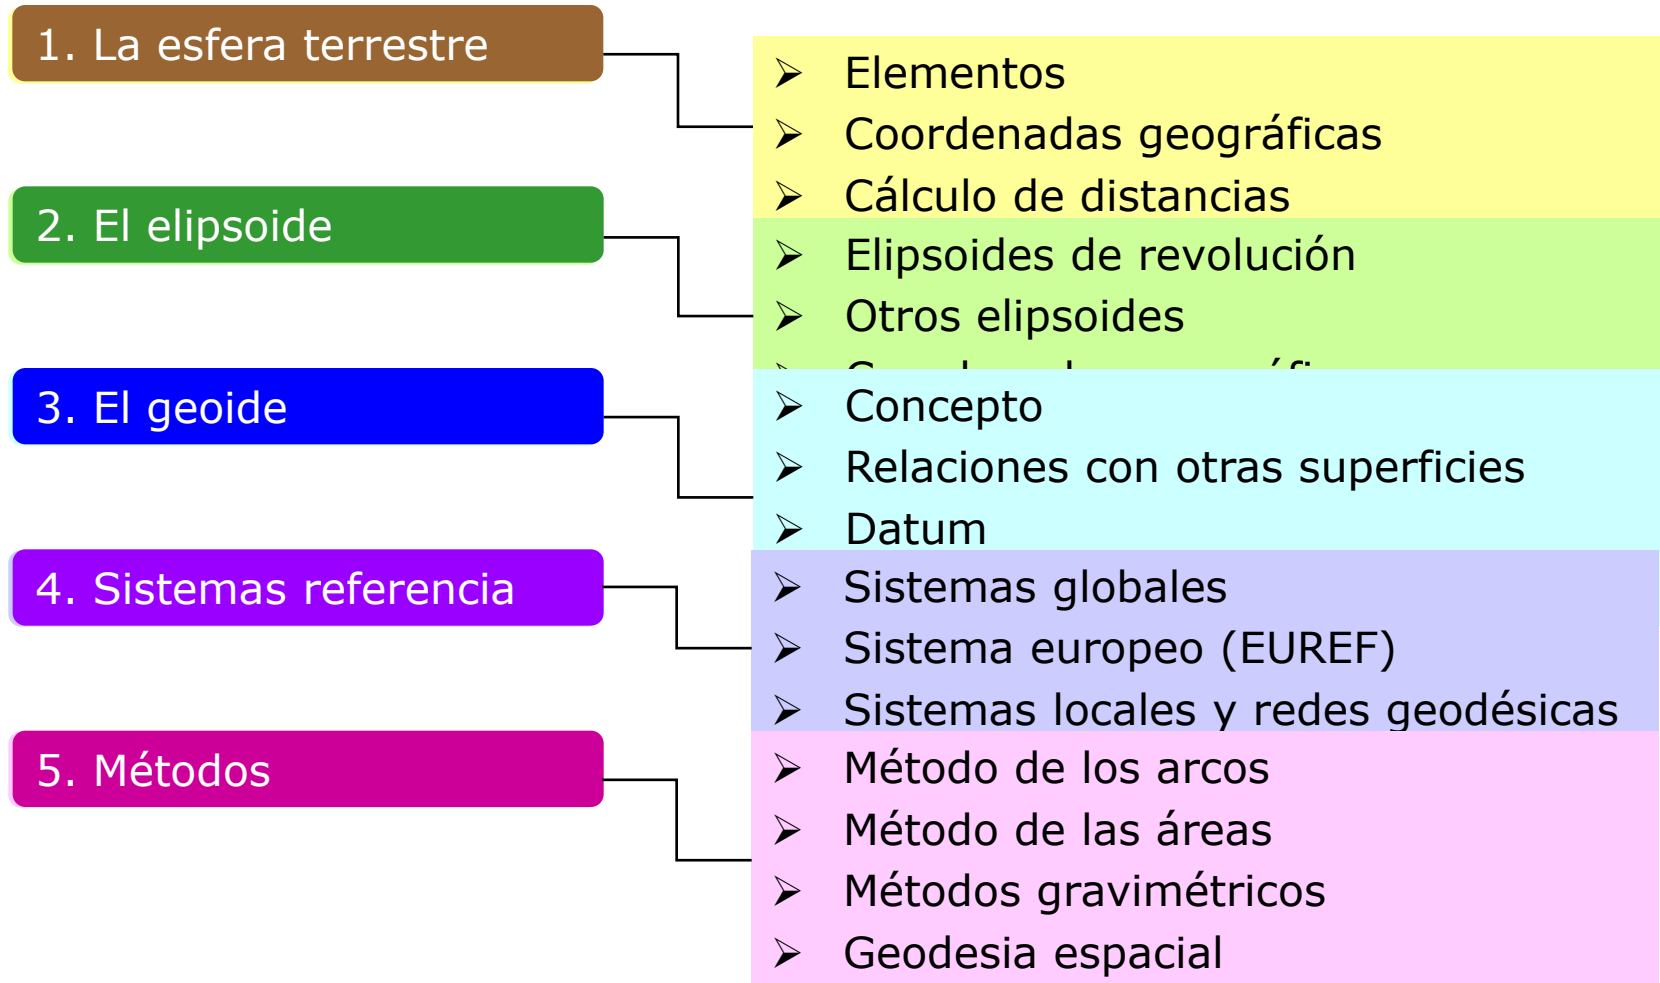 1. La esfera terrestre
➢ Elementos
➢ Coordenadas geográficas
➢ Cálculo de distancias
2. El elipsoide
➢ Elipsoides de revolución
➢ Otros elipsoides
3. El geoide
➢ Concepto
➢ Relaciones con otras superficies
➢ Datum
4. Sistemas referencia
➢ Sistemas globales
➢ Sistema europeo (EUREF)
➢ Sistemas locales y redes geodésicas
5. Métodos
➢ Método de los arcos
➢ Método de las áreas
➢ Métodos gravimétricos
➢ Geodesia espacial